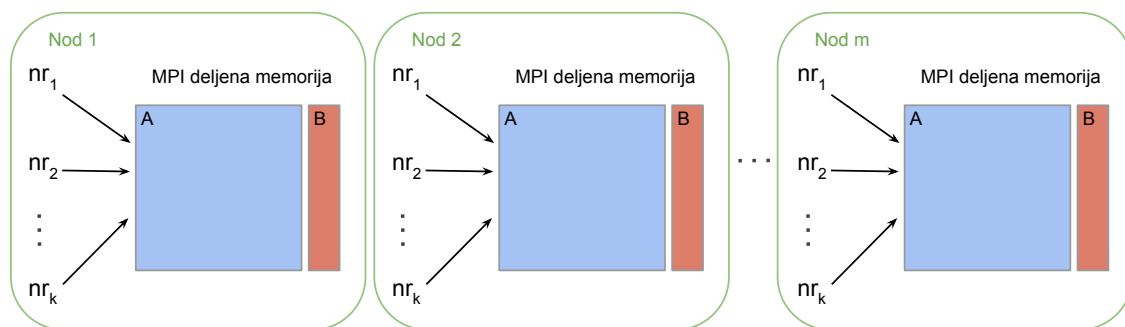 Nod 1
nr1
MPI deljena memorija
A
B
nr2
⋮
nrk
Nod 2
nr1
MPI deljena memorija
A
B
nr2
⋮
nrk
· · ·
Nod m
nr1
MPI deljena memorija
A
B
nr2
⋮
nrk